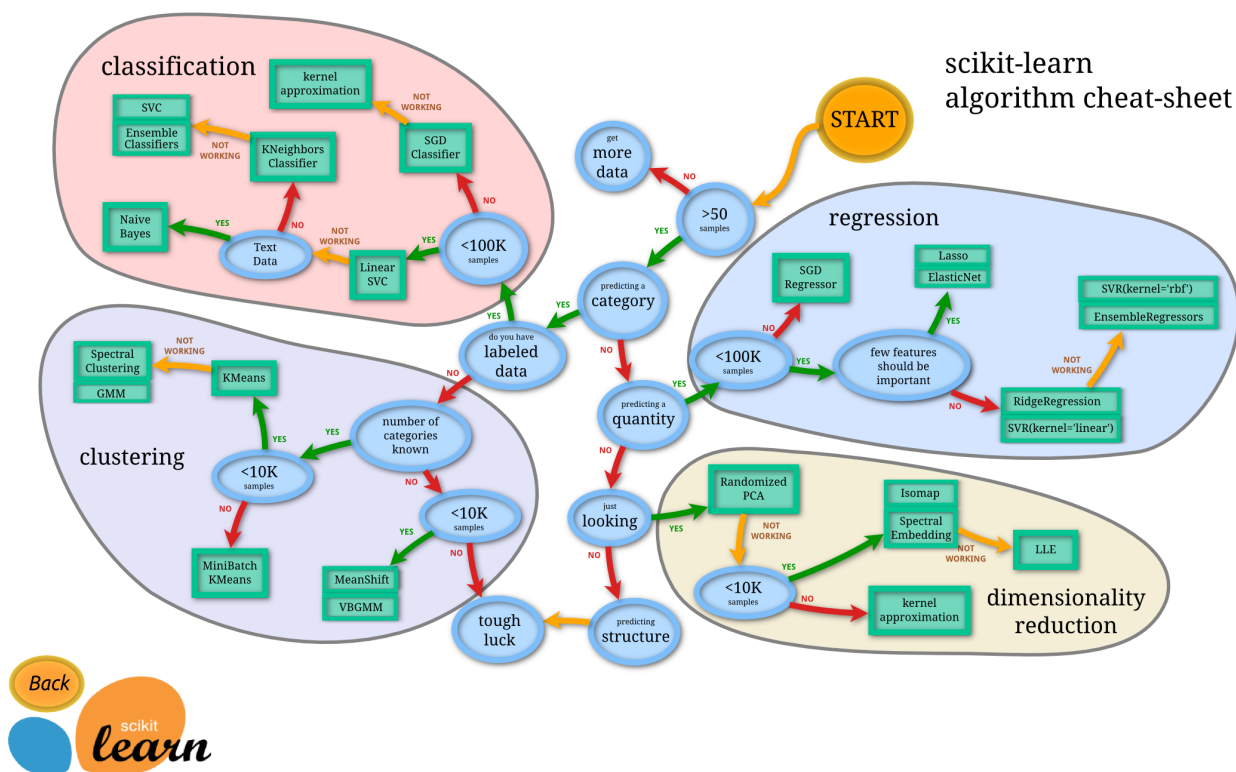 scikit-learn
algorithm cheat-sheet
START
get
more
data
NO
>50
samples
YES
predicting a
category
YES
NO
do you have
labeled
data
YES
NO
predicting a
quantity
YES
NO
just
looking
YES
NO
predicting
structure
tough
luck
classification
kernel
approximation
NOT
WORKING
SGD
Classifier
NO
<100K
samples
YES
Linear
SVC
NOT
WORKING
Text
Data
YES
Naive
Bayes
NO
KNeighbors
Classifier
NOT
WORKING
SVC
Ensemble
Classifiers
regression
<100K
samples
NO
SGD
Regressor
YES
few features
should be
important
YES
Lasso
ElasticNet
NO
RidgeRegression
SVR(kernel='linear')
NOT
WORKING
SVR(kernel='rbf')
EnsembleRegressors
clustering
number of
categories
known
YES
<10K
samples
YES
KMeans
NOT
WORKING
Spectral
Clustering
GMM
NO
MiniBatch
KMeans
NO
<10K
samples
YES
MeanShift
VBGMM
NO
dimensionality
reduction
Randomized
PCA
NOT
WORKING
<10K
samples
YES
Isomap
Spectral
Embedding
NOT
WORKING
LLE
NO
kernel
approximation
Back
scikit
learn